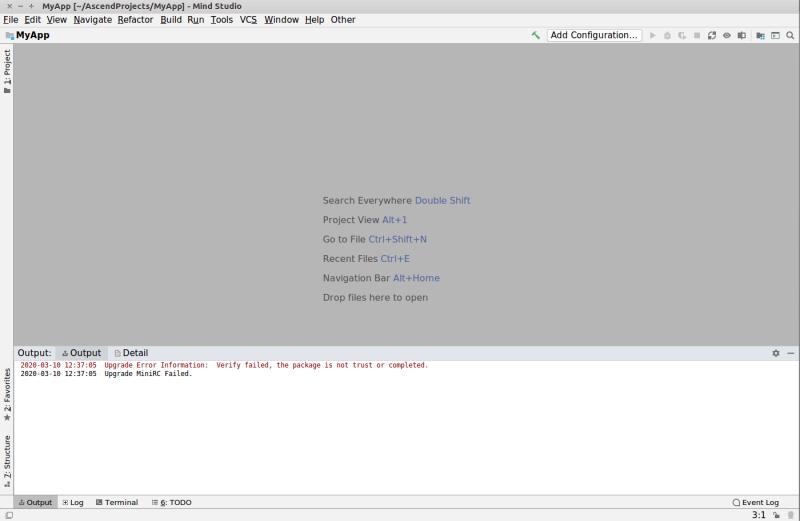 MyApp [~/AscendProjects/MyApp] - Mind Studio
File Edit View Navigate Refactor Build Run Tools VCS Window Help Other
MyApp Add Configuration...
1: Project
Search Everywhere Double Shift
Project View Alt+1
Go to File Ctrl+Shift+N
Recent Files Ctrl+E
Navigation Bar Alt+Home
Drop files here to open
Output: Output Detail
2020-03-10 12:37:05 Upgrade Error Information: Verify failed, the package is not trust or completed.
2020-03-10 12:37:05 Upgrade MiniRC Failed.
2: Favorites
7: Structure
Output Log Terminal 6: TODO Event Log
3:1